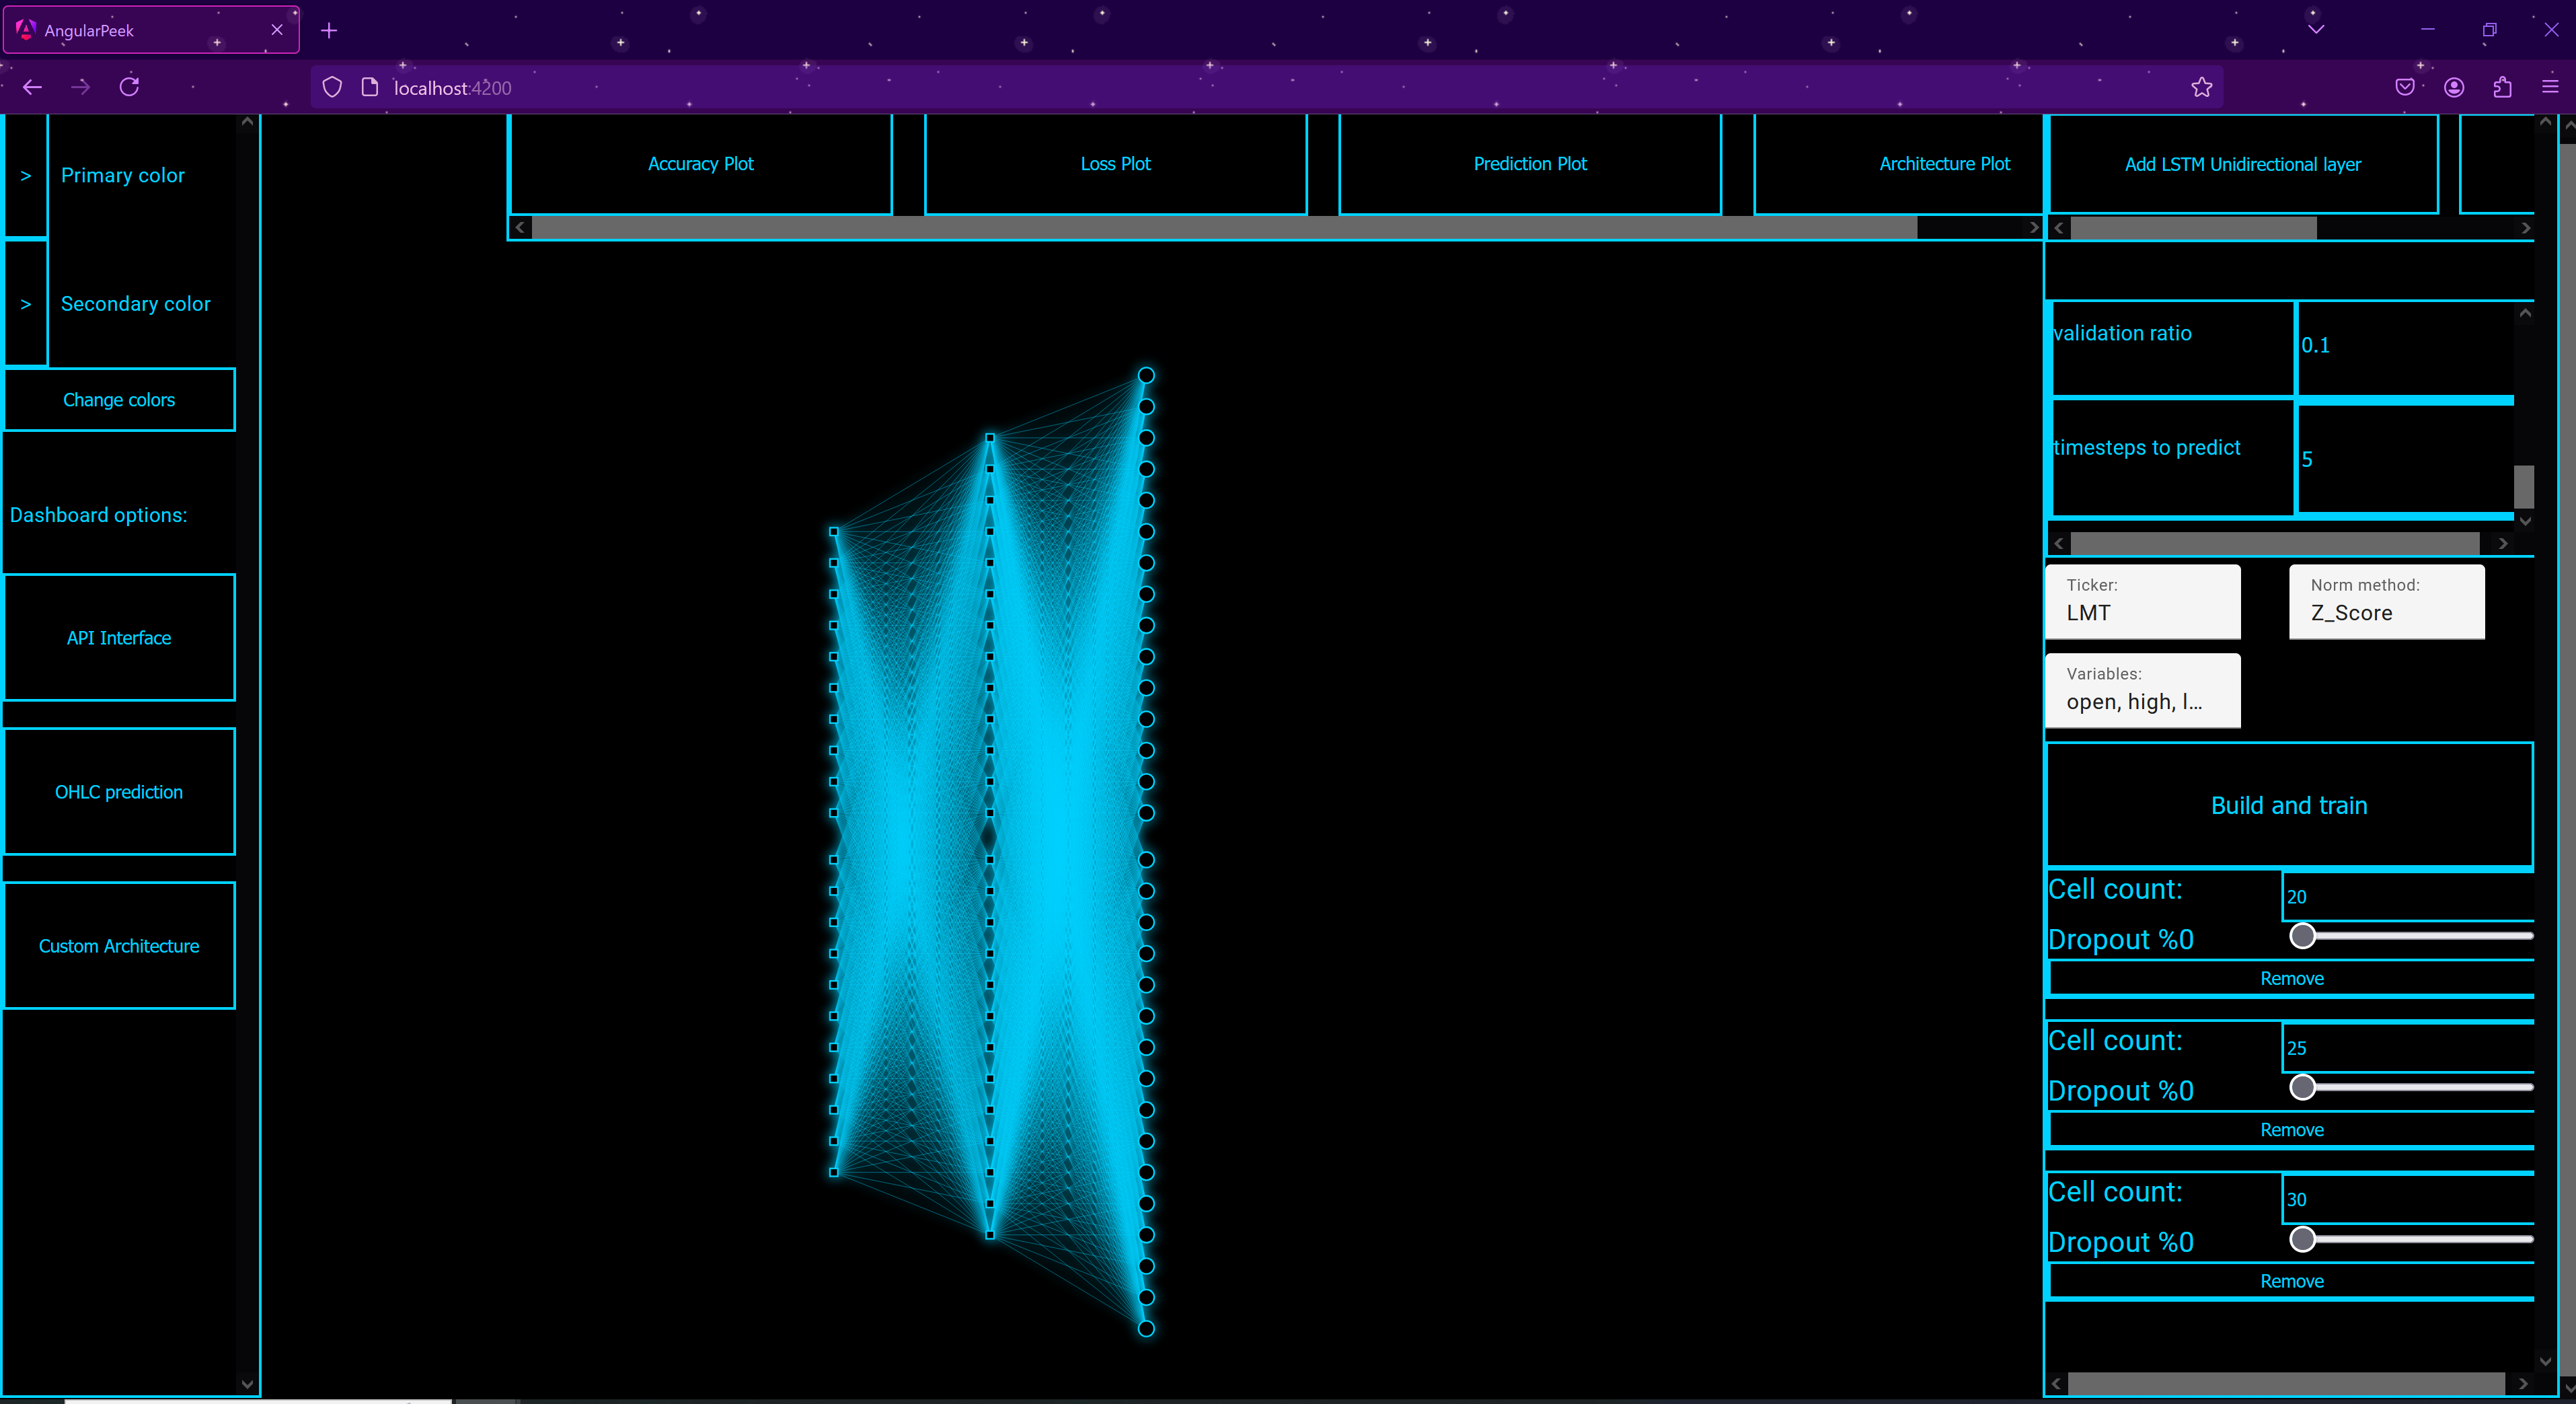 AngularPeek
localhost:4200
> Primary color
> Secondary color
Change colors
Dashboard options:
API Interface
OHLC prediction
Custom Architecture
Accuracy Plot
Loss Plot
Prediction Plot
Architecture Plot
Add LSTM Unidirectional layer
validation ratio 0.1
timesteps to predict 5
Ticker:
LMT
Norm method:
Z_Score
Variables:
open, high, l...
Build and train
Cell count: 20
Dropout %0
Remove
Cell count: 25
Dropout %0
Remove
Cell count: 30
Dropout %0
Remove